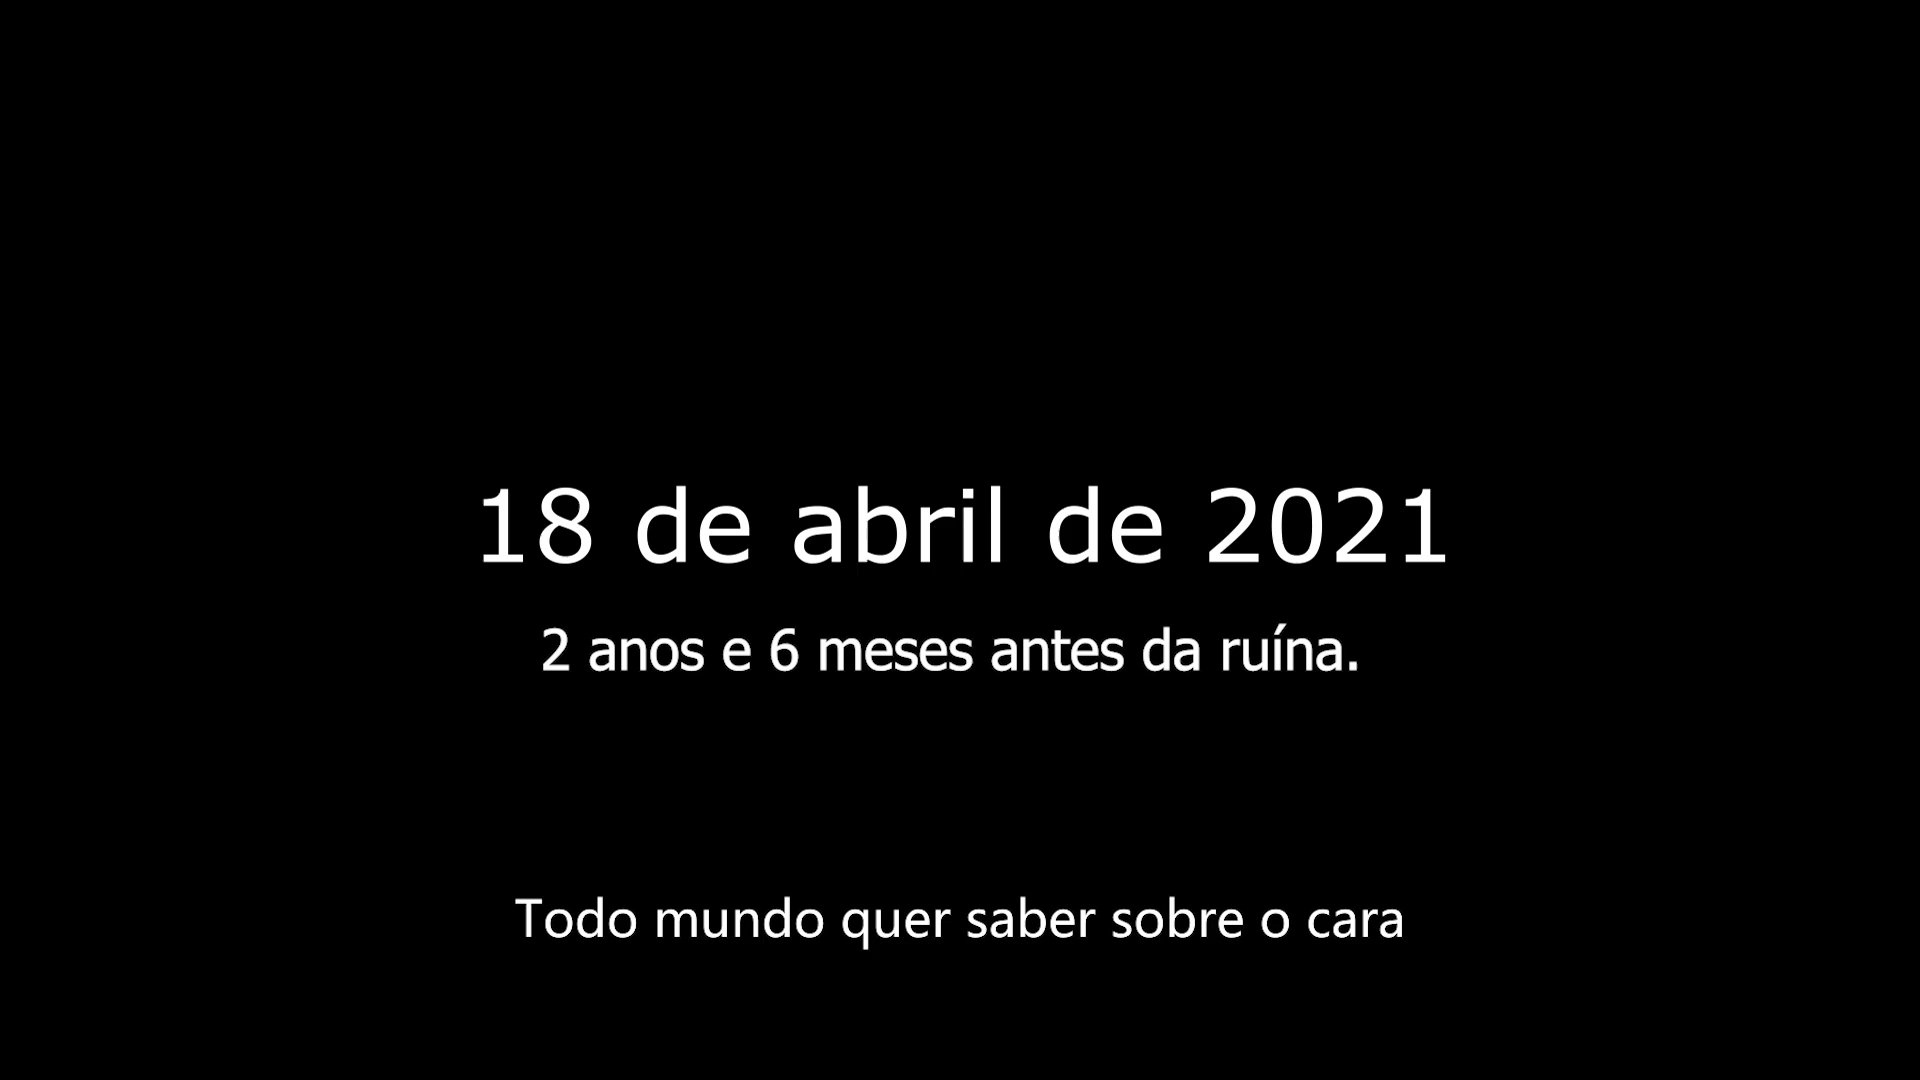 18 de abril de 2021
2 anos e 6 meses antes da ruína.
Todo mundo quer saber sobre o cara